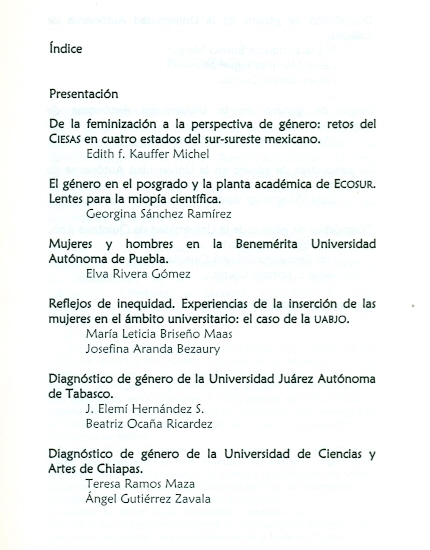 Índice
Presentación
De la feminización a la perspectiva de género: retos del
CIESAS en cuatro estados del sur-sureste mexicano.
Edith f. Kauffer Michel
El género en el posgrado y la planta académica de ECOSUR.
Lentes para la miopía científica.
Georgina Sánchez Ramírez
Mujeres y hombres en la Benemérita Universidad
Autónoma de Puebla.
Elva Rivera Gómez
Reflejos de inequidad. Experiencias de la inserción de las
mujeres en el ámbito universitario: el caso de la UABJO.
María Leticia Briseño Maas
Josefina Aranda Bezaury
Diagnóstico de género de la Universidad Juárez Autónoma
de Tabasco.
J. Elemí Hernández S.
Beatriz Ocaña Ricardez
Diagnóstico de género de la Universidad de Ciencias y
Artes de Chiapas.
Teresa Ramos Maza
Ángel Gutiérrez Zavala